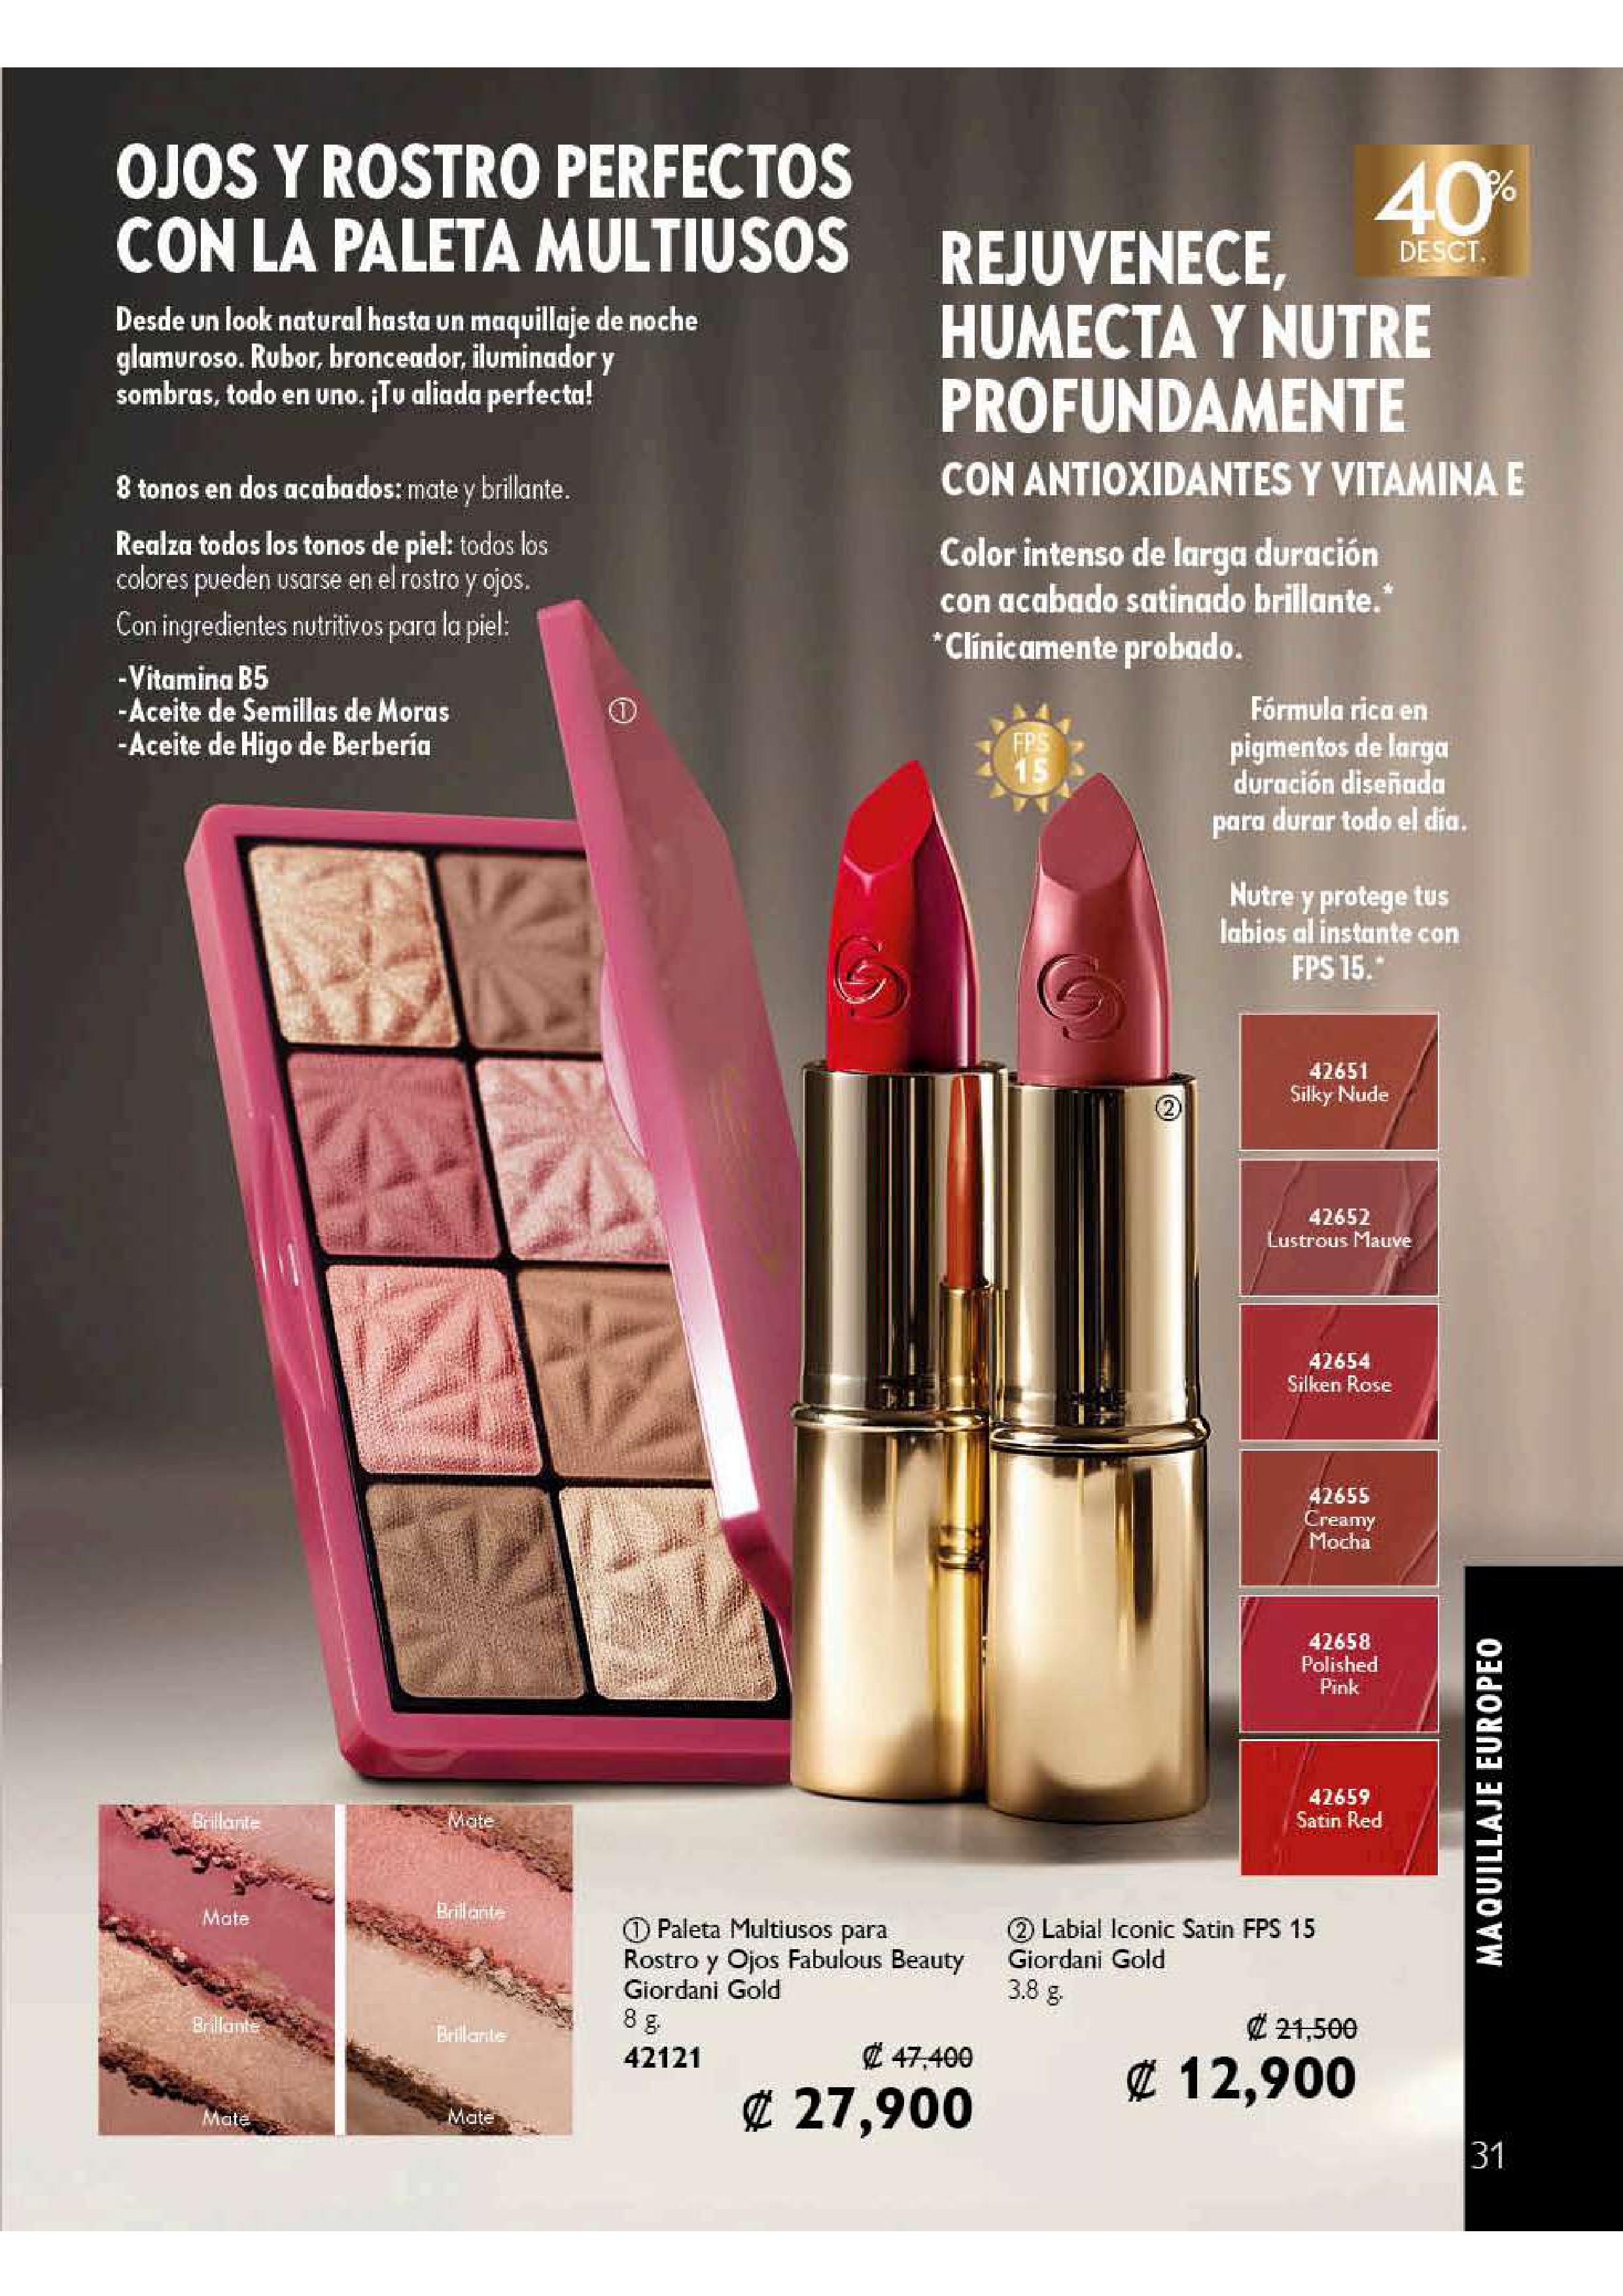 OJOS Y ROSTRO PERFECTOS
CON LA PALETA MULTIUSOS
Desde un look natural hasta un maquillaje de noche
glamuroso. Rubor, bronceador, iluminador y
sombras, todo en uno. ¡Tu aliada perfecta!
8 tonos en dos acabados: mate y brillante.
Realza todos los tonos de piel: todos los
colores pueden usarse en el rostro y ojos.
Con ingredientes nutritivos para la piel:
-Vitamina B5
-Aceite de Semillas de Moras
-Aceite de Higo de Berbería
①
40%
DESCT.
REJUVENECE,
HUMECTA Y NUTRE
PROFUNDAMENTE
CON ANTIOXIDANTES Y VITAMINA E
Color intenso de larga duración
con acabado satinado brillante.*
*Clínicamente probado.
FPS
15
Fórmula rica en
pigmentos de larga
duración diseñada
para durar todo el día.
Nutre y protege tus
labios al instante con
FPS 15.*
②
42651
Silky Nude
42652
Lustrous Mauve
42654
Silken Rose
42655
Creamy
Mocha
42658
Polished
Pink
42659
Satin Red
Brillante
Mate
Brillante
Mate
Mate
Brillante
Brillante
Mate
① Paleta Multiusos para
Rostro y Ojos Fabulous Beauty
Giordani Gold
8 g.
42121
₡ 47,400
₡ 27,900
② Labial Iconic Satin FPS 15
Giordani Gold
3.8 g.
₡ 21,500
₡ 12,900
MAQUILLAJE EUROPEO
31